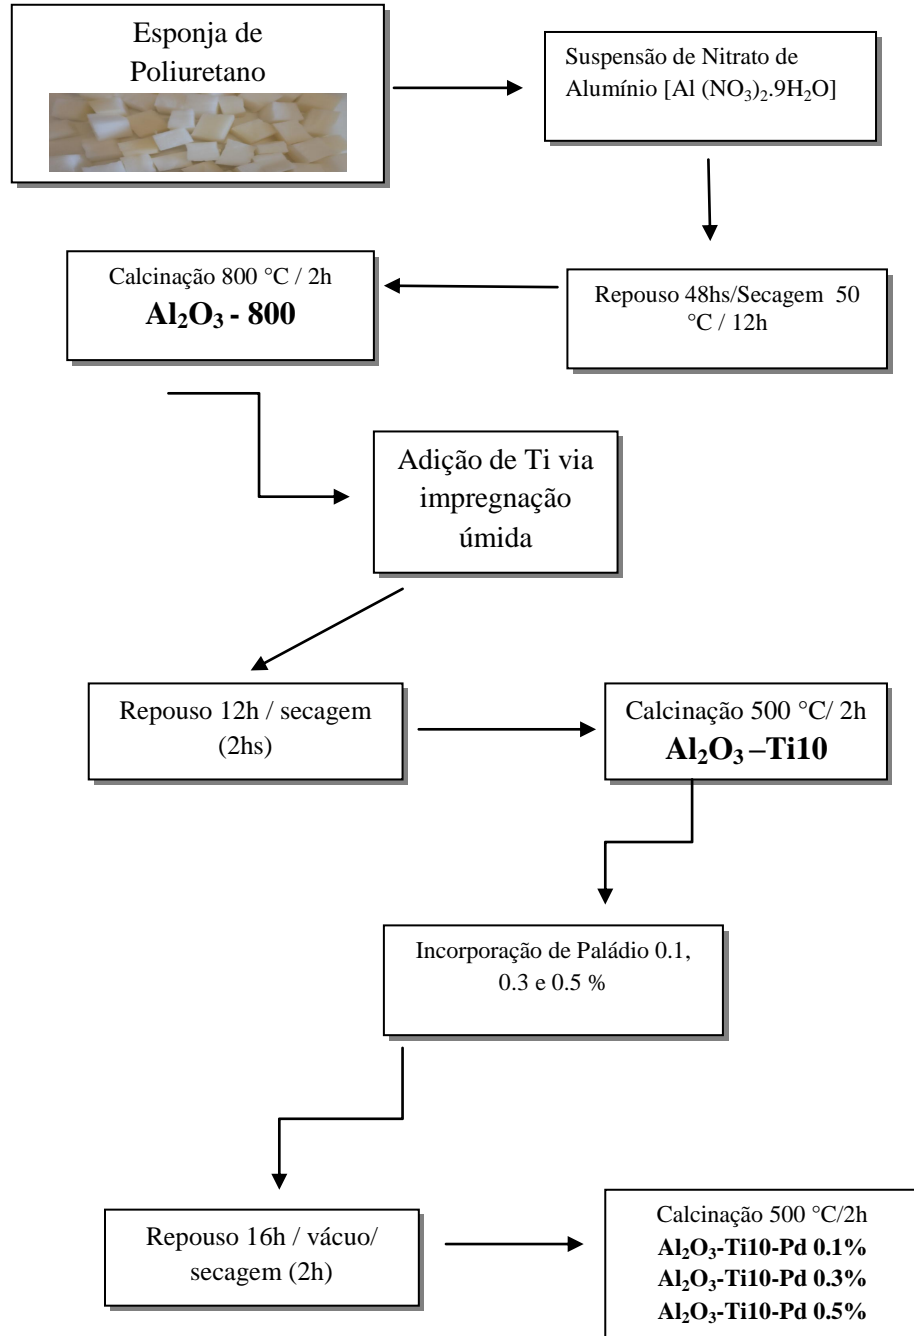 Esponja de
Poliuretano
Suspensão de Nitrato de
Alumínio [Al (NO₃)₂.9H₂O]
Repouso 48hs/Secagem 50
°C / 12h
Calcinação 800 °C / 2h
Al₂O₃ - 800
Adição de Ti via
impregnação
úmida
Repouso 12h / secagem
(2hs)
Calcinação 500 °C/ 2h
Al₂O₃ –Ti10
Incorporação de Paládio 0.1,
0.3 e 0.5 %
Repouso 16h / vácuo/
secagem (2h)
Calcinação 500 °C/2h
Al₂O₃-Ti10-Pd 0.1%
Al₂O₃-Ti10-Pd 0.3%
Al₂O₃-Ti10-Pd 0.5%